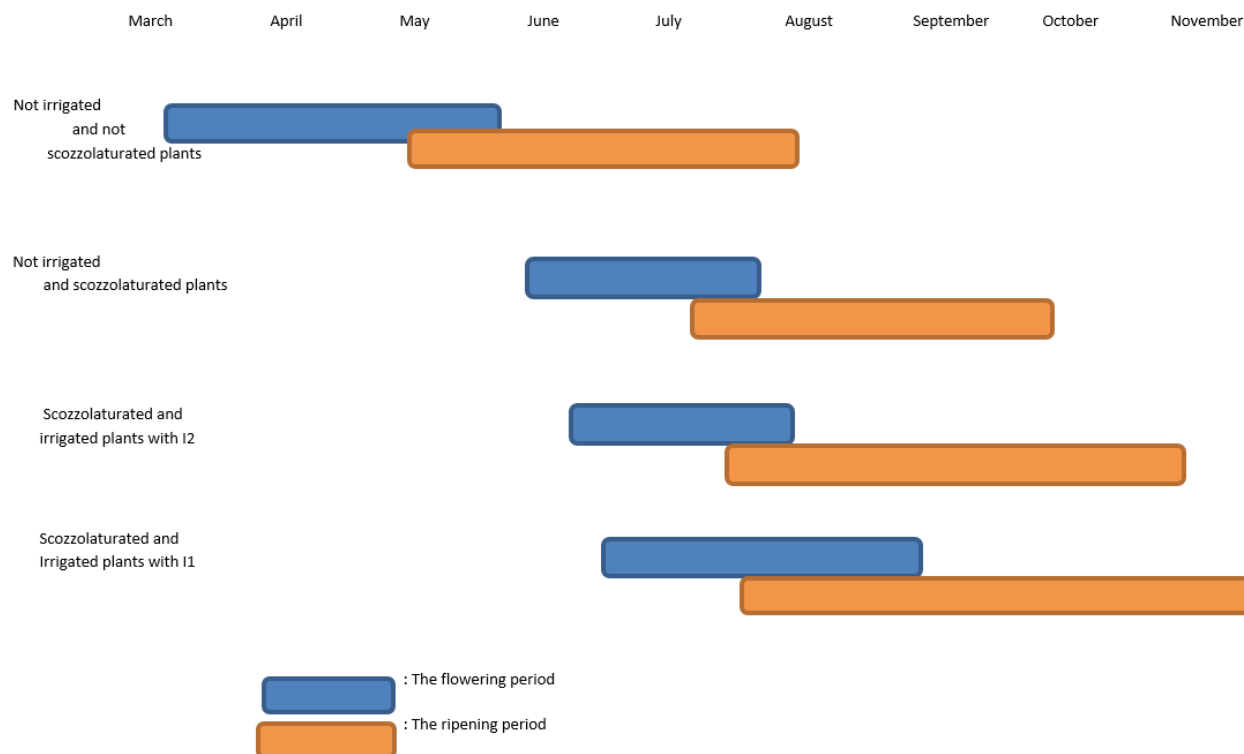 March April May June July August September October November
Not irrigated
and not
scozzolaturated plants
Not irrigated
and scozzolaturated plants
Scozzolaturated and
irrigated plants with I2
Scozzolaturated and
Irrigated plants with I1
: The flowering period
: The ripening period